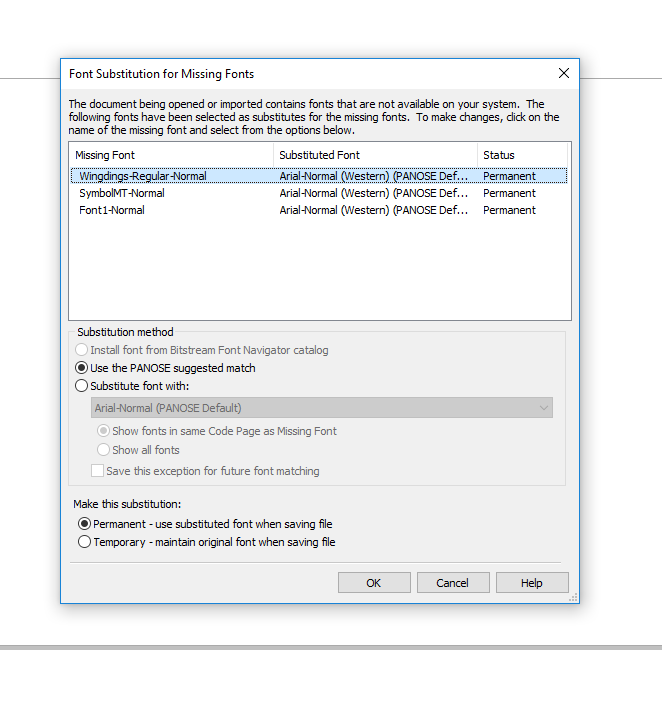 Font Substitution for Missing Fonts
The document being opened or imported contains fonts that are not available on your system. The
following fonts have been selected as substitutes for the missing fonts. To make changes, click on the
name of the missing font and select from the options below.
Missing Font Substituted Font Status
Wingdings-Regular-Normal Arial-Normal (Western) (PANOSE Def... Permanent
SymbolMT-Normal Arial-Normal (Western) (PANOSE Def... Permanent
Font1-Normal Arial-Normal (Western) (PANOSE Def... Permanent
Substitution method
Install font from Bitstream Font Navigator catalog
Use the PANOSE suggested match
Substitute font with:
Arial-Normal (PANOSE Default)
Show fonts in same Code Page as Missing Font
Show all fonts
Save this exception for future font matching
Make this substitution:
Permanent - use substituted font when saving file
Temporary - maintain original font when saving file
OK Cancel Help